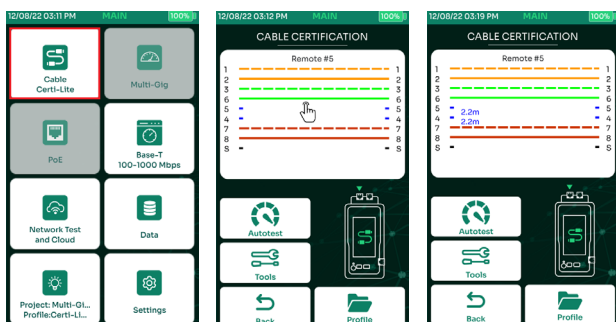 12/08/22 03:11 PM MAIN 100%
Cable
Certi-Lite
Multi-Gig
PoE
Base-T
100-1000 Mbps
Network Test
and Cloud
Data
Project: Multi-Gi...
Profile:Certi-Li...
Settings
12/08/22 03:12 PM MAIN 100%
CABLE CERTIFICATION
Remote #5
1 1
2 2
3 3
6 6
5 5
4 4
7 7
8 8
S S
Autotest
Tools
Back
Profile
12/08/22 03:19 PM MAIN 100%
CABLE CERTIFICATION
Remote #5
1 1
2 2
3 3
6 6
5 2.2m 5
4 2.2m 4
7 7
8 8
S S
Autotest
Tools
Back
Profile